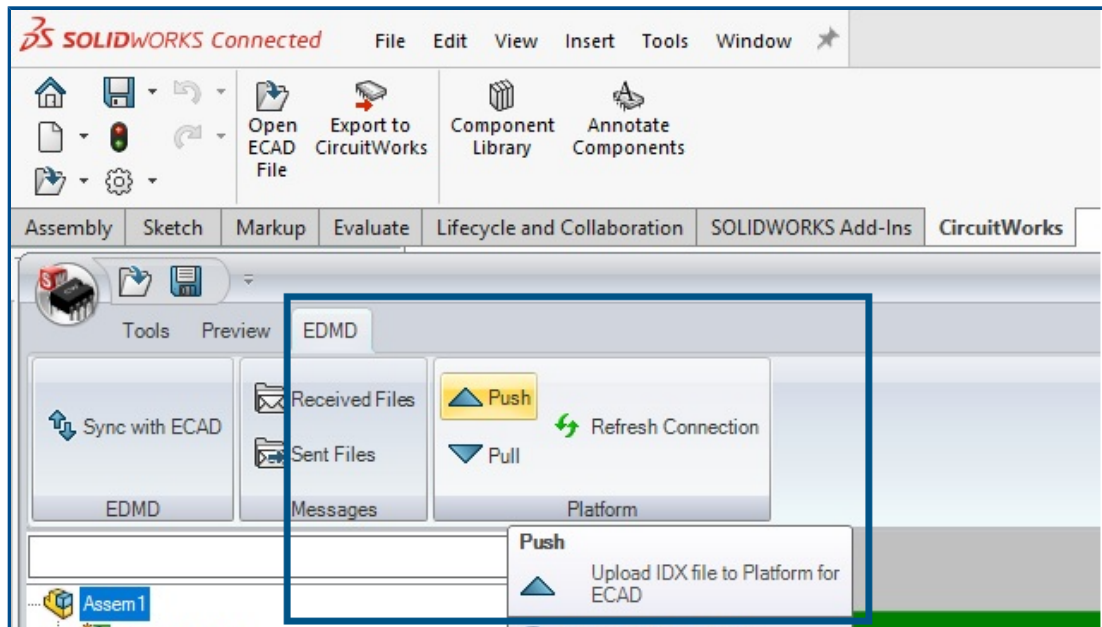 SOLIDWORKS Connected File Edit View Insert Tools Window
Open ECAD File
Export to CircuitWorks
Component Library
Annotate Components
Assembly Sketch Markup Evaluate Lifecycle and Collaboration SOLIDWORKS Add-Ins CircuitWorks
Tools Preview EDMD
Sync with ECAD
EDMD
Received Files
Sent Files
Messages
Push
Pull
Refresh Connection
Platform
Push
Upload IDX file to Platform for
ECAD
Assem1